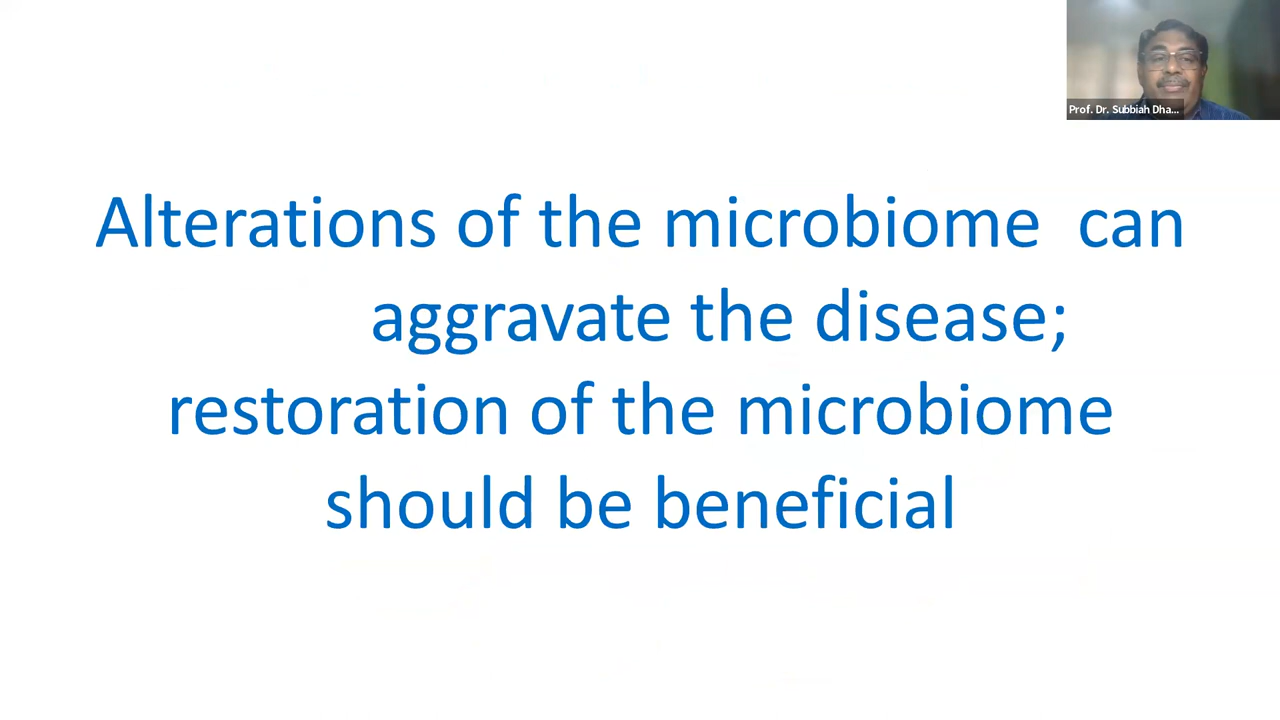 Prof. Dr. Subbiah Dha...
Alterations of the microbiome can
aggravate the disease;
restoration of the microbiome
should be beneficial